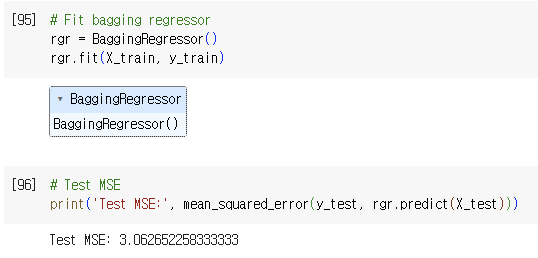 [95] # Fit bagging regressor
rgr = BaggingRegressor()
rgr.fit(X_train, y_train)
▾ BaggingRegressor
BaggingRegressor()
[96] # Test MSE
print('Test MSE:', mean_squared_error(y_test, rgr.predict(X_test)))
Test MSE: 3.062652258333333